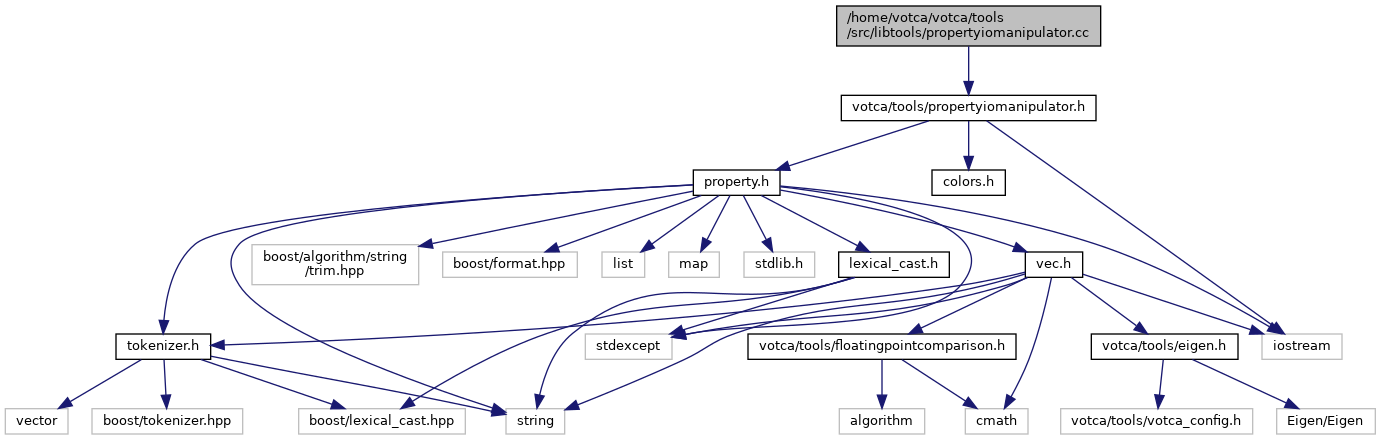 /home/votca/votca/tools
/src/libtools/propertyiomanipulator.cc
votca/tools/propertyiomanipulator.h
property.h
colors.h
boost/algorithm/string
/trim.hpp
boost/format.hpp
list
map
stdlib.h
lexical_cast.h
vec.h
tokenizer.h
stdexcept
votca/tools/floatingpointcomparison.h
votca/tools/eigen.h
iostream
vector
boost/tokenizer.hpp
boost/lexical_cast.hpp
string
algorithm
cmath
votca/tools/votca_config.h
Eigen/Eigen